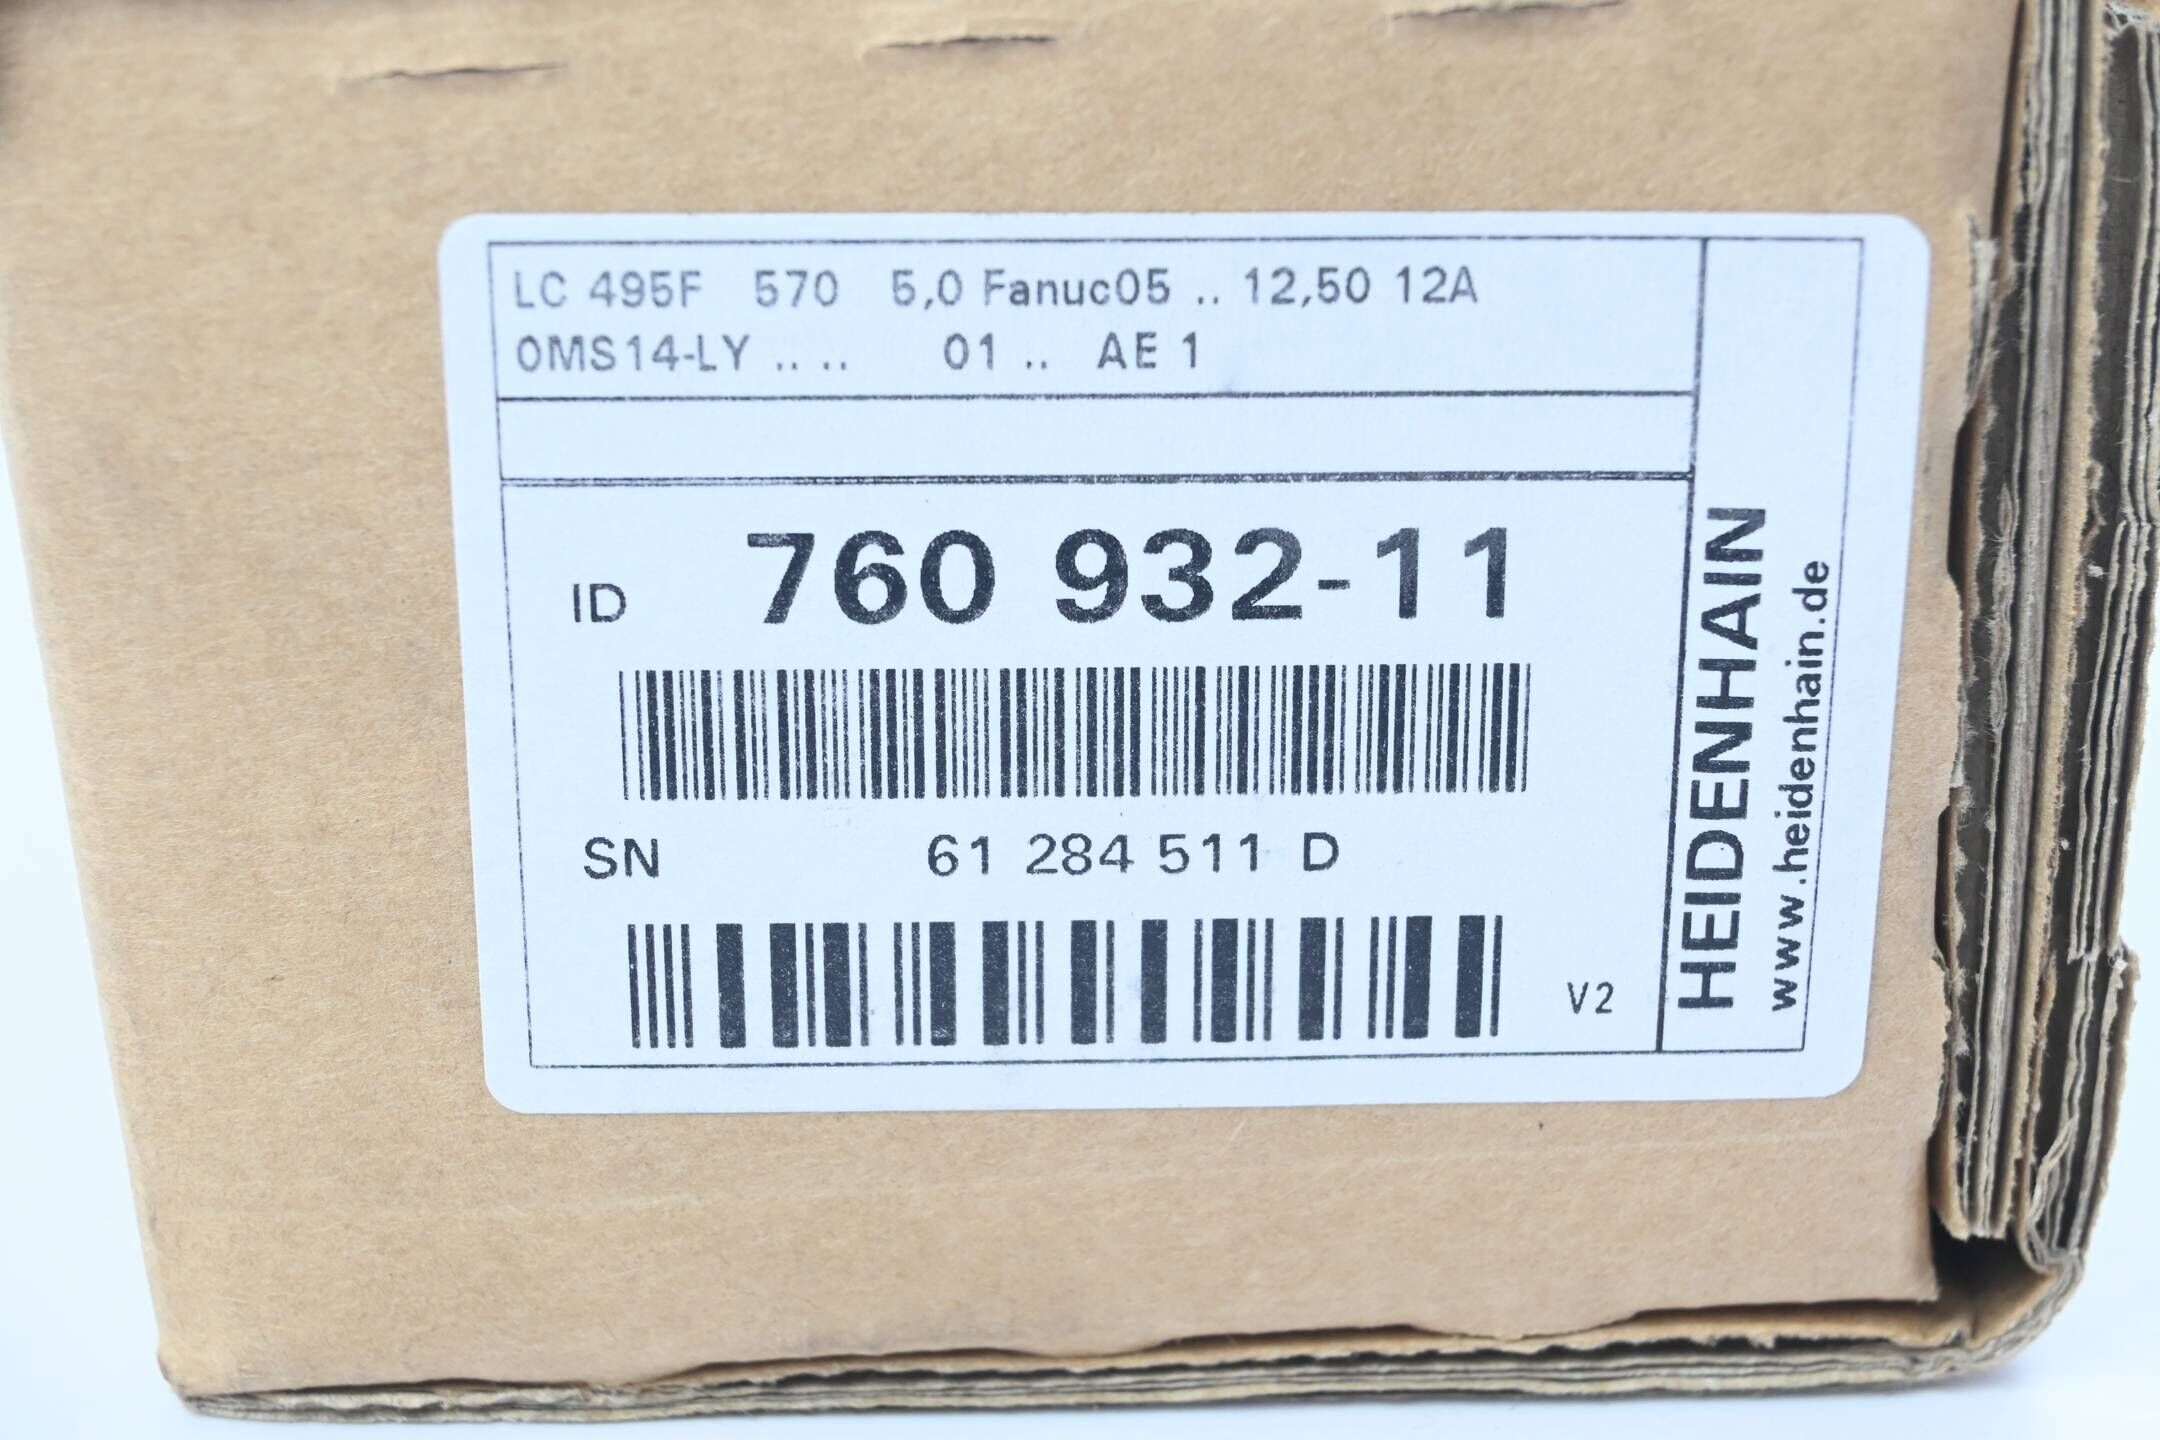 LC 495F 570 5,0 Fanuc05 .. 12,50 12A
0MS14-LY .. .. 01 .. AE 1
ID 760 932-11
SN 61 284 511 D
V2
HEIDENHAIN
www.heidenhain.de